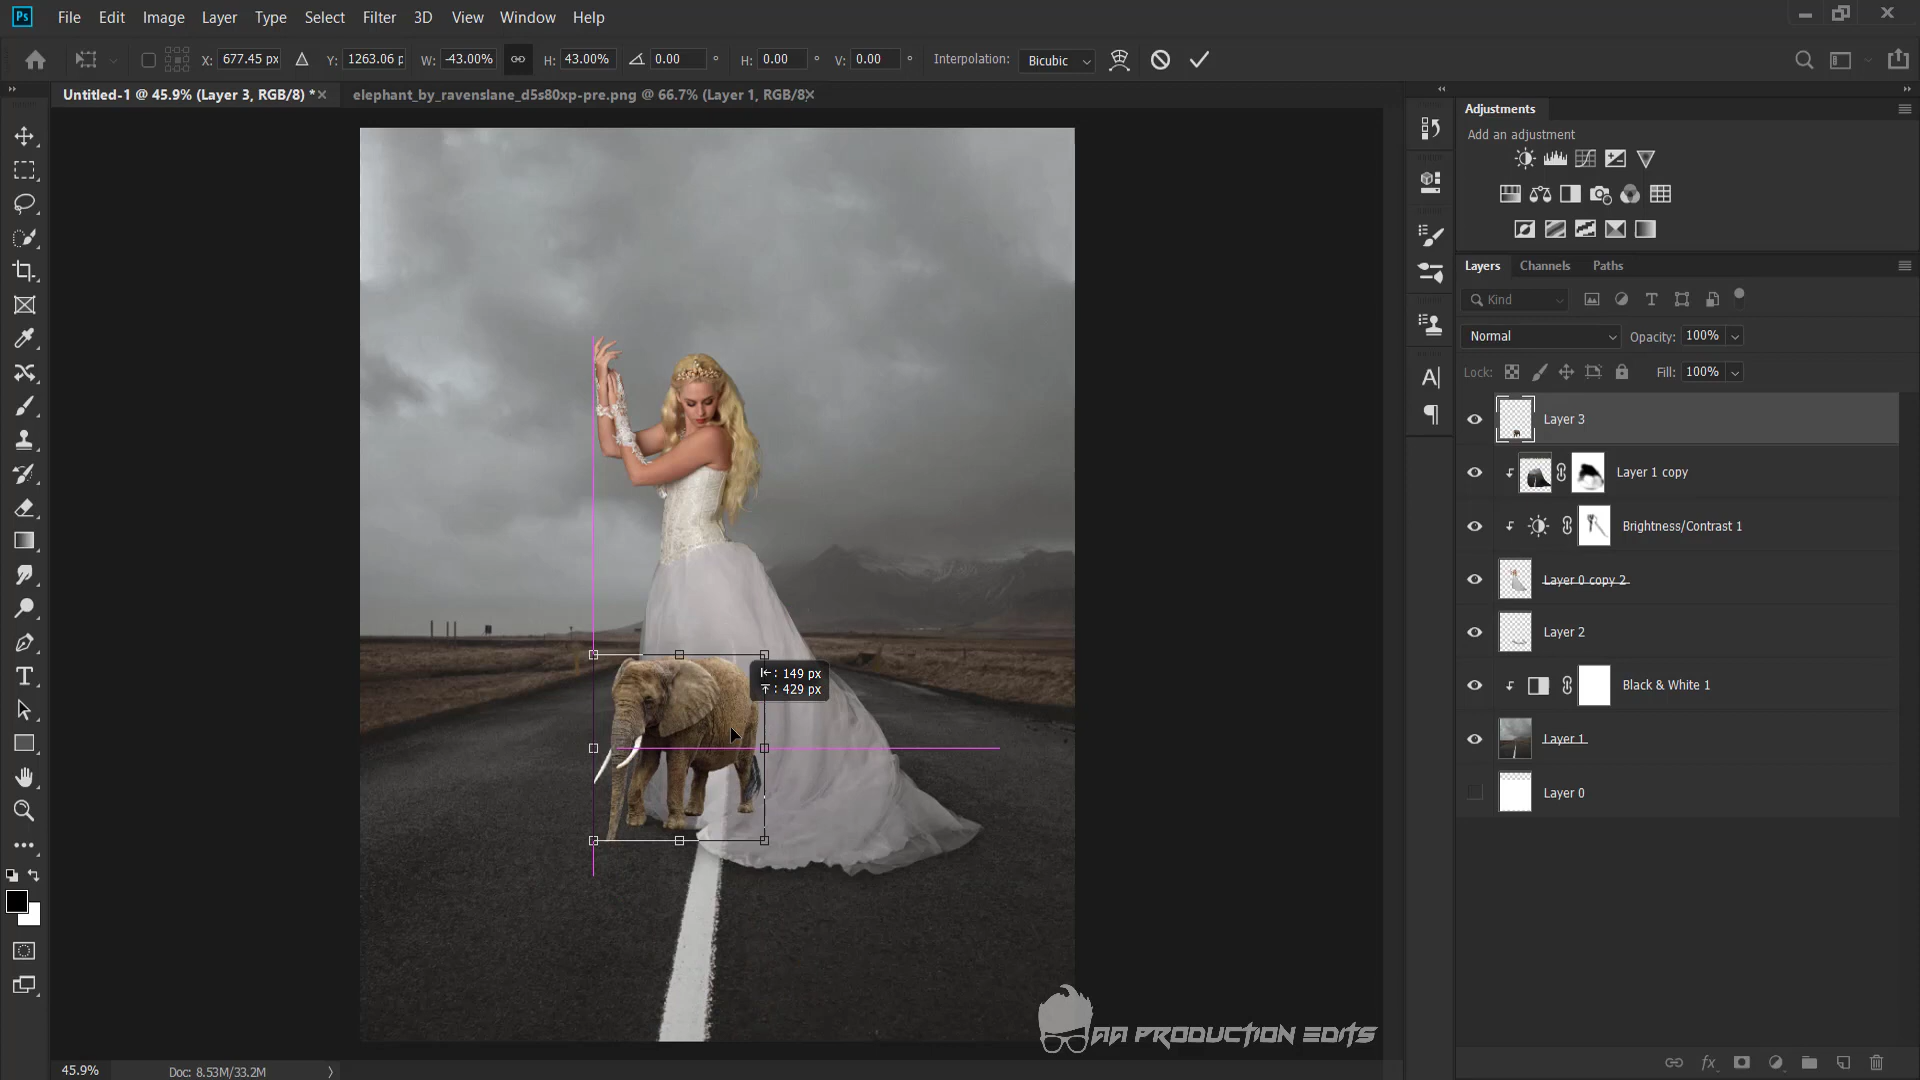 Ps File Edit Image Layer Type Select Filter 3D View Window Help
X: 677.45 px Y: 1263.06 p W: -43.00% H: 43.00% 0.00 ° H: 0.00 ° V: 0.00 ° Interpolation: Bicubic
Untitled-1 @ 45.9% (Layer 3, RGB/8) * × elephant_by_ravenslane_d5s80xp-pre.png @ 66.7% (Layer 1, RGB/8) ×
Adjustments
Add an adjustment
Layers Channels Paths
Kind
Normal Opacity: 100%
Lock: Fill: 100%
Layer 3
Layer 1 copy
Brightness/Contrast 1
Layer 0 copy 2
Layer 2
Black & White 1
Layer 1
Layer 0
: 149 px
: 429 px
AA PRODUCTION EDITS
45.9% Doc: 8.53M/33.2M